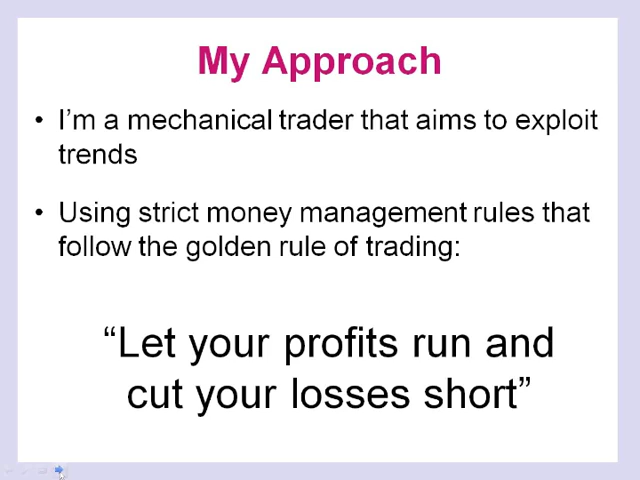 My Approach
• I’m a mechanical trader that aims to exploit
trends
• Using strict money management rules that
follow the golden rule of trading:
“Let your profits run and
cut your losses short”